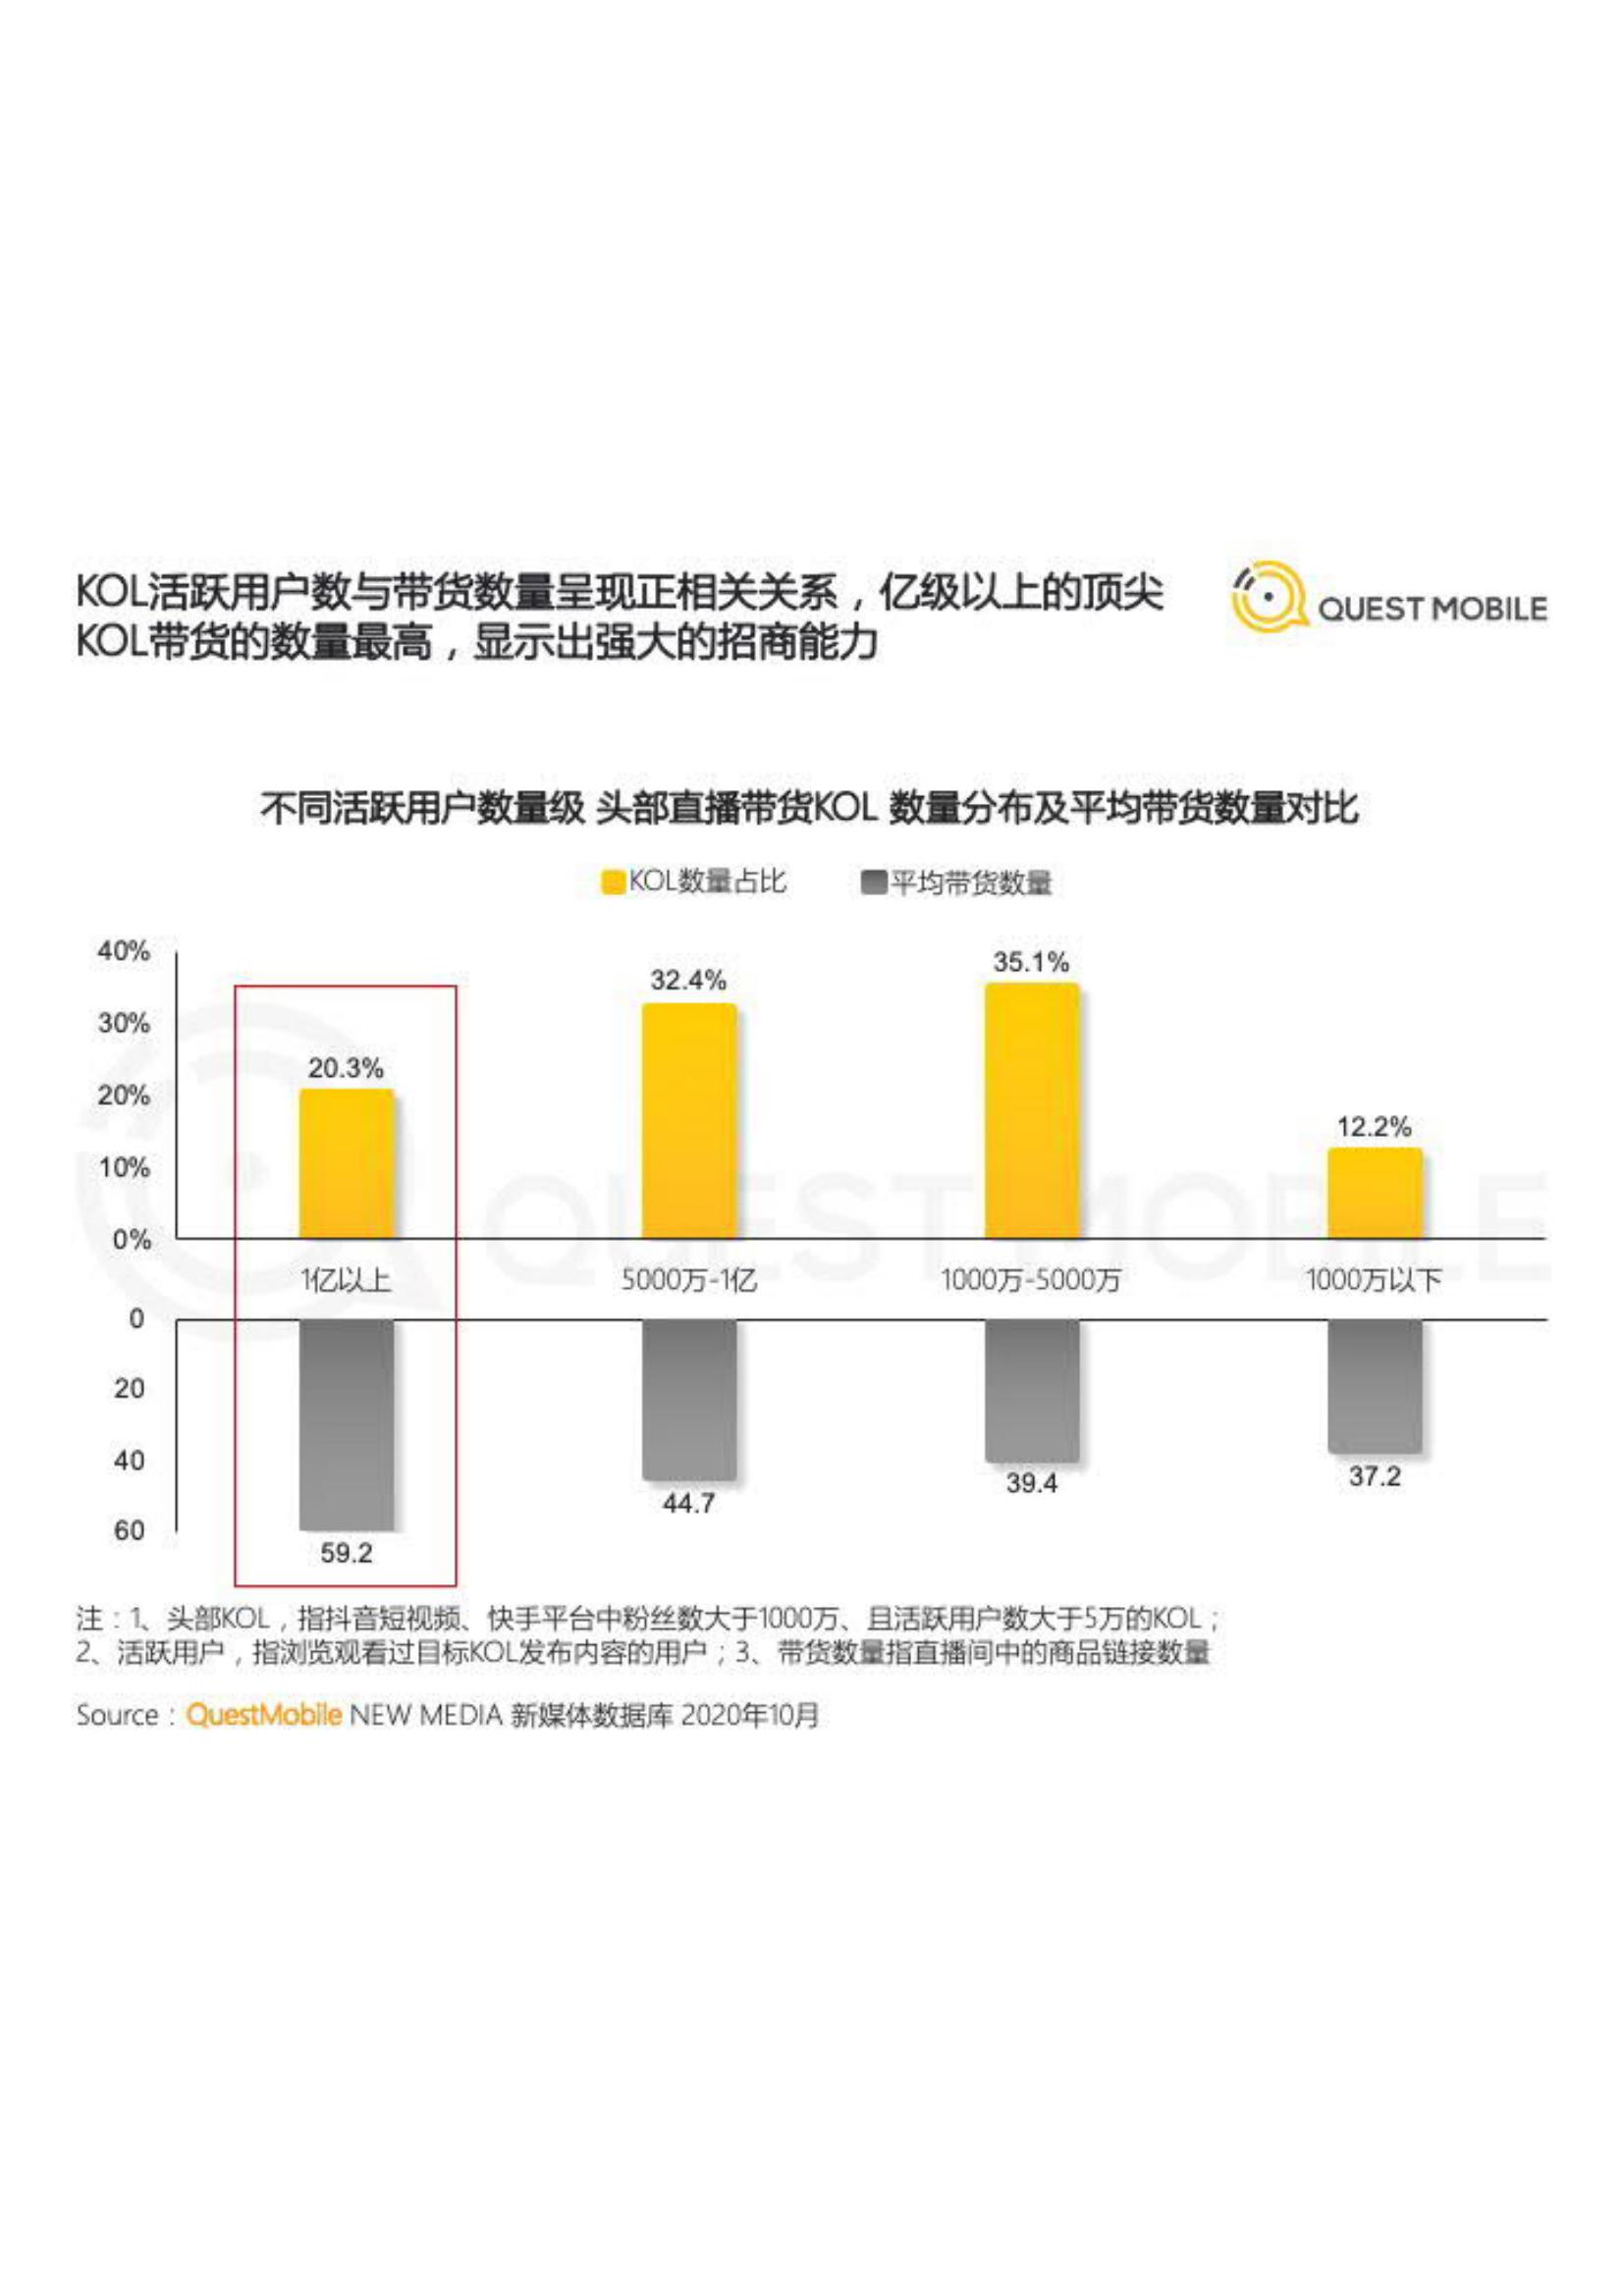 KOL活跃用户数与带货数量呈现正相关关系，亿级以上的顶尖
KOL带货的数量最高，显示出强大的招商能力
QUEST MOBILE
不同活跃用户数量级 头部直播带货KOL 数量分布及平均带货数量对比
KOL数量占比 平均带货数量
40%
30%
20%
10%
0%
20.3%
32.4%
35.1%
12.2%
1亿以上 5000万-1亿 1000万-5000万 1000万以下
0
20
40
60
59.2
44.7
39.4
37.2
QUEST MOBILE
注：1、头部KOL，指抖音短视频、快手平台中粉丝数大于1000万、且活跃用户数大于5万的KOL；
2、活跃用户，指浏览观看过目标KOL发布内容的用户；3、带货数量指直播间中的商品链接数量
Source：QuestMobile NEW MEDIA 新媒体数据库 2020年10月